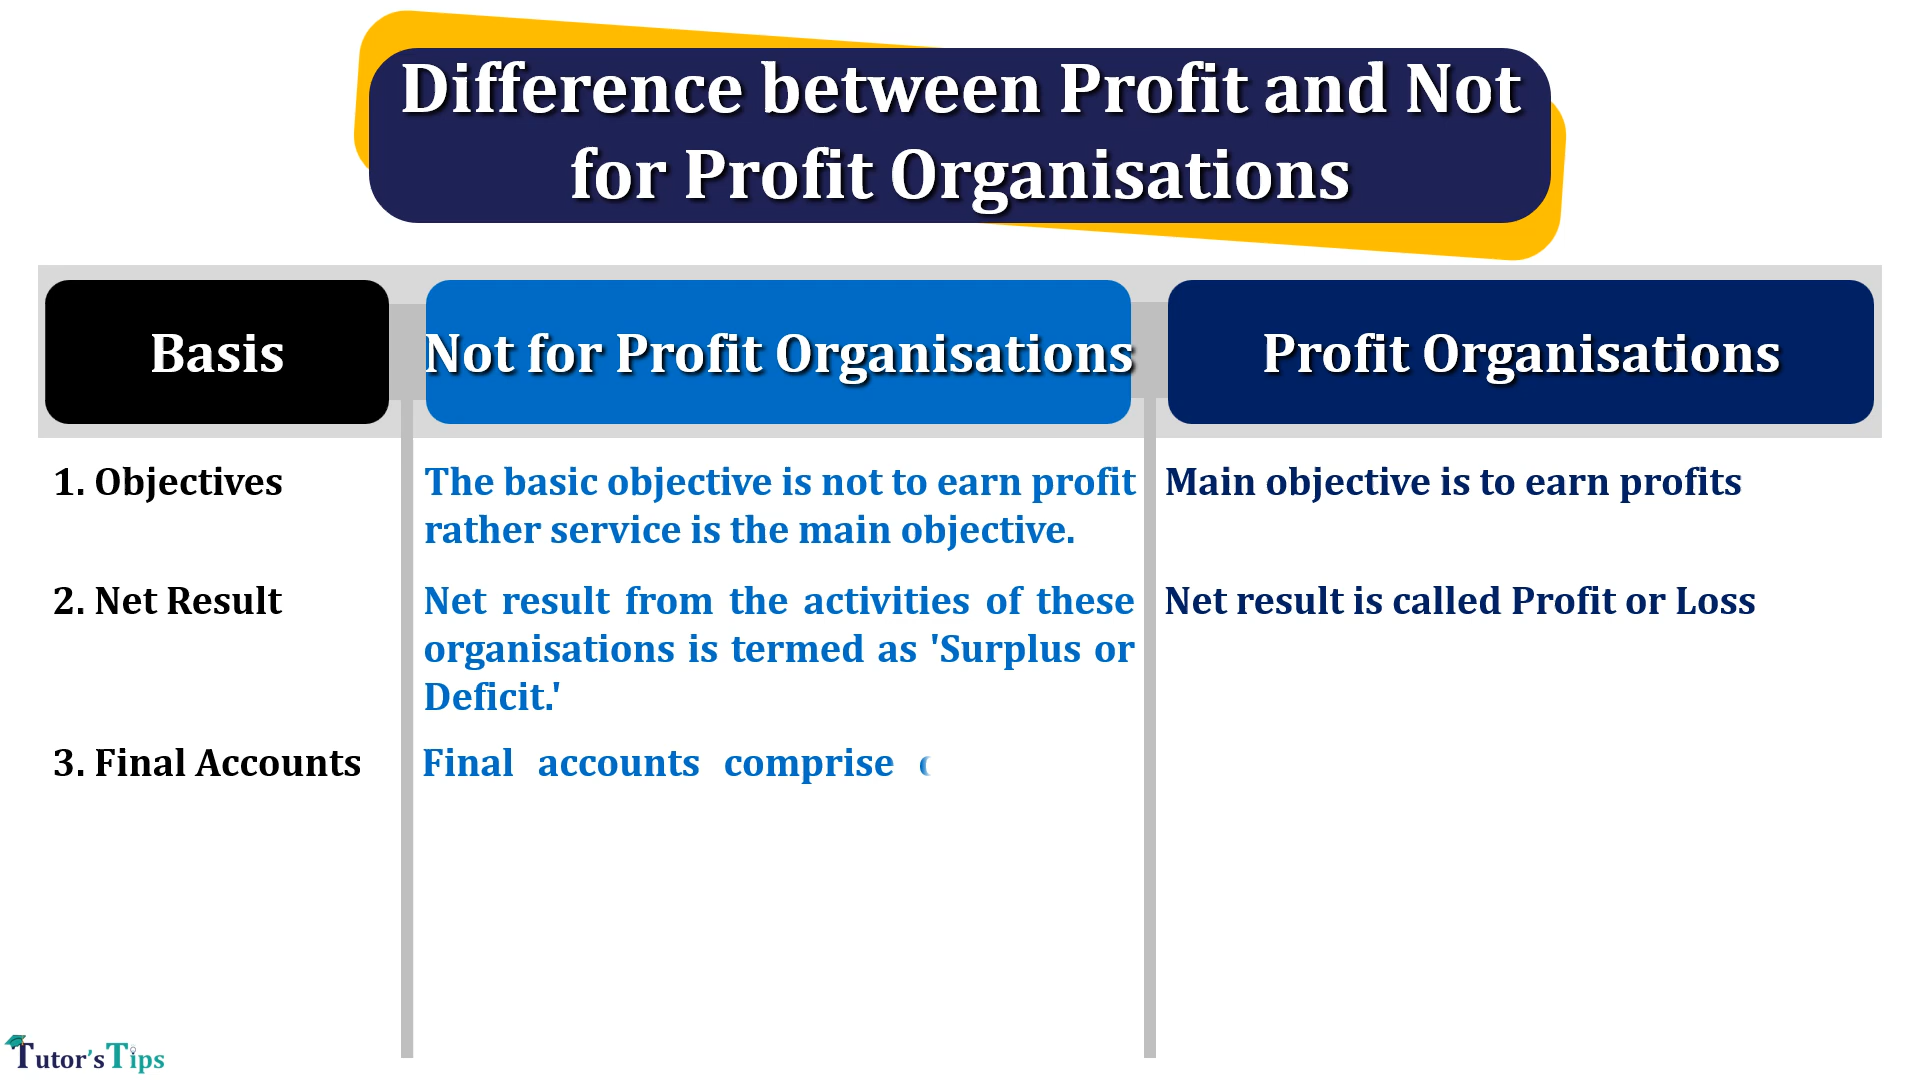 Difference between Profit and Not
for Profit Organisations
Basis
Not for Profit Organisations
Profit Organisations
1. Objectives
The basic objective is not to earn profit
rather service is the main objective.
Main objective is to earn profits
2. Net Result
Net result from the activities of these
organisations is termed as 'Surplus or
Deficit.'
Net result is called Profit or Loss
3. Final Accounts
Final accounts comprise
Tutor'sTips